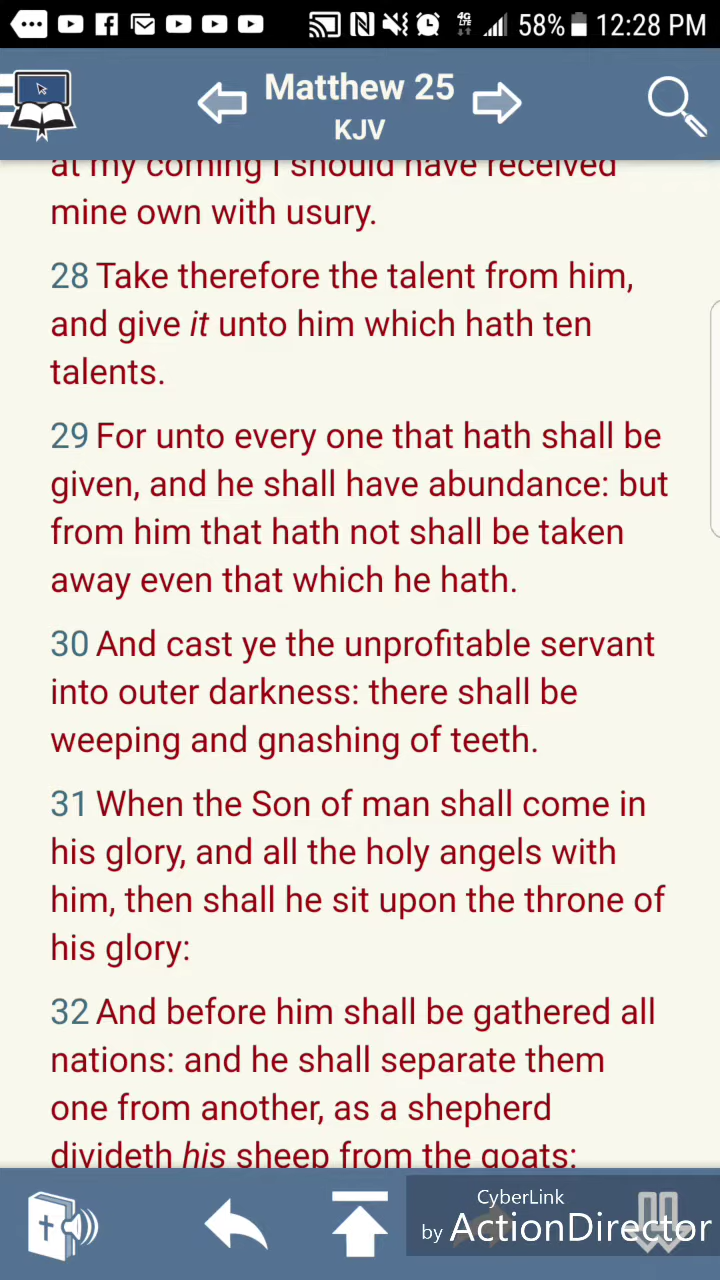 58% 12:28 PM
4G
LTE
Matthew 25
KJV
at my coming I should have received
mine own with usury.
28 Take therefore the talent from him,
and give it unto him which hath ten
talents.
29 For unto every one that hath shall be
given, and he shall have abundance: but
from him that hath not shall be taken
away even that which he hath.
30 And cast ye the unprofitable servant
into outer darkness: there shall be
weeping and gnashing of teeth.
31 When the Son of man shall come in
his glory, and all the holy angels with
him, then shall he sit upon the throne of
his glory:
32 And before him shall be gathered all
nations: and he shall separate them
one from another, as a shepherd
divideth his sheep from the goats:
CyberLink
by ActionDirector